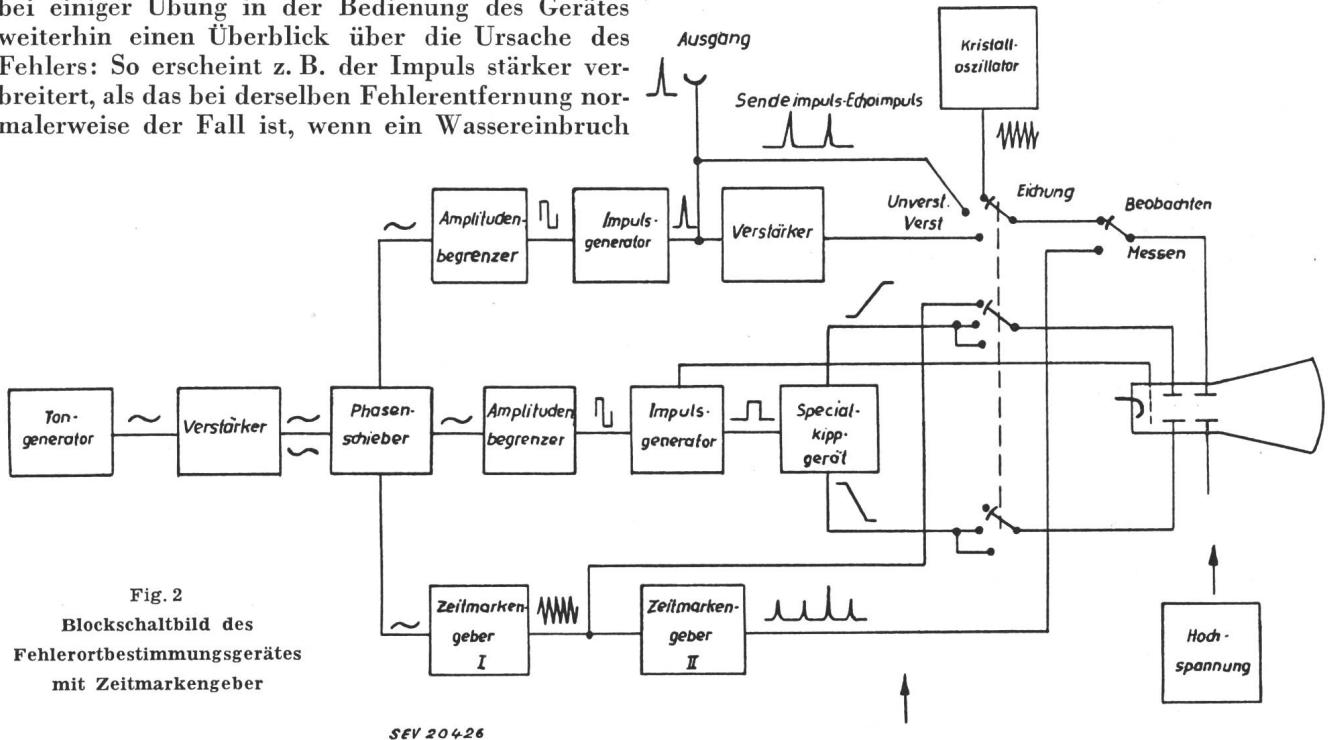 bei einiger Übung in der Bedienung des Gerätes
weiterhin einen Überblick über die Ursache des
Fehlers: So erscheint z. B. der Impuls stärker ver-
breitert, als das bei derselben Fehlerentfernung nor-
malerweise der Fall ist, wenn ein Wassereinbruch
Ausgang
Sendeimpuls-Echoimpuls
Kristall-
oszillator
Amplituden-
begrenzer
Impuls-
generator
Verstärker
Unverst.
Verst
Eichung
Beobachten
Messen
Ton-
generator
Verstärker
Phasen-
schieber
Amplituden
begrenzer
Impuls-
generator
Special-
kipp-
gerät
Zeitmarken-
geber
I
Zeitmarken-
geber
II
Hoch-
spannung
Fig. 2
Blockschaltbild des
Fehlerortbestimmungsgerätes
mit Zeitmarkengeber
SEV 20426